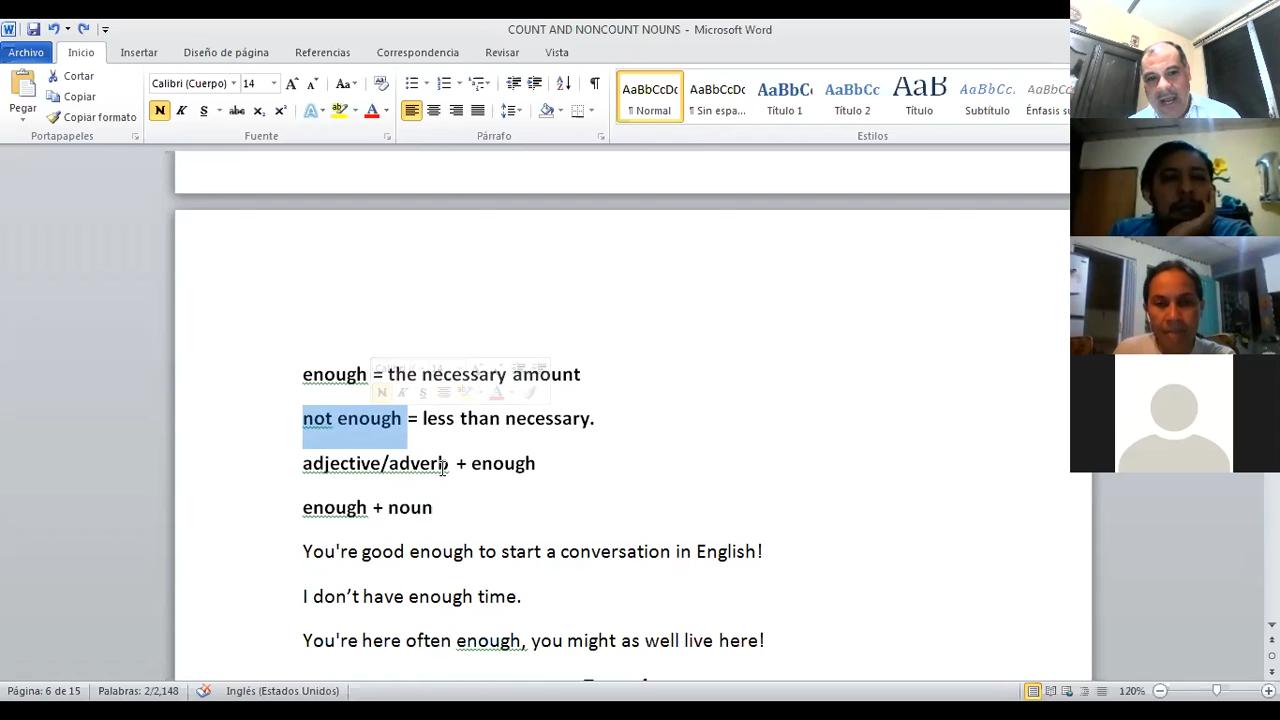 COUNT AND NONCOUNT NOUNS - Microsoft Word
Archivo Inicio Insertar Diseño de página Referencias Correspondencia Revisar Vista
Pegar
Cortar
Copiar
Copiar formato
Portapapeles
Calibri (Cuerpo) 14
Fuente
Párrafo
AaBbCcDc AaBbCcDc AaBbC AaBbCc AaB AaBbCc. AaBbCcDc
¶ Normal ¶ Sin espa... Título 1 Título 2 Título Subtítulo Énfasis su
Estilos
enough = the necessary amount
not enough = less than necessary.
adjective/adverb + enough
enough + noun
You're good enough to start a conversation in English!
I don’t have enough time.
You're here often enough, you might as well live here!
Página: 6 de 15 Palabras: 2/2,148 Inglés (Estados Unidos) 120%